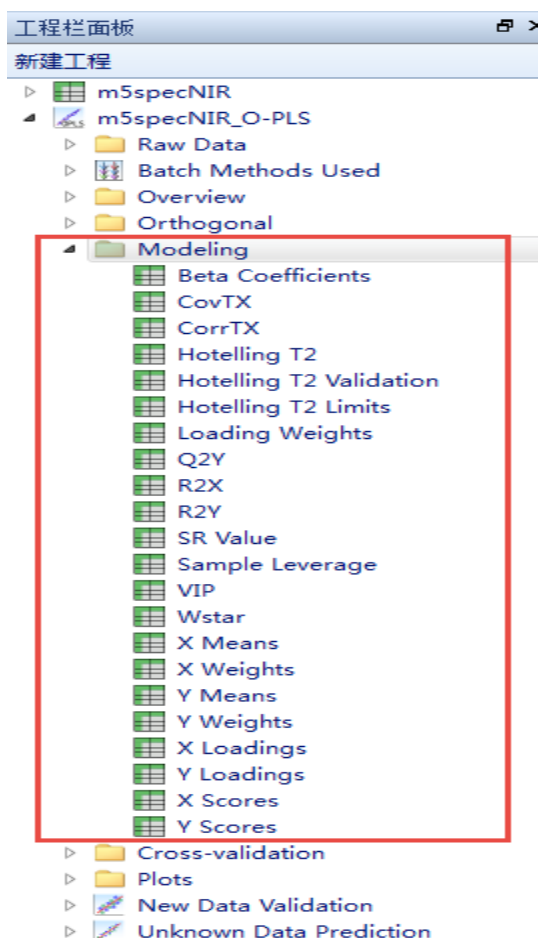 工程栏面板
新建工程
m5specNIR
m5specNIR_O-PLS
Raw Data
Batch Methods Used
Overview
Orthogonal
Modeling
Beta Coefficients
CovTX
CorrTX
Hotelling T2
Hotelling T2 Validation
Hotelling T2 Limits
Loading Weights
Q2Y
R2X
R2Y
SR Value
Sample Leverage
VIP
Wstar
X Means
X Weights
Y Means
Y Weights
X Loadings
Y Loadings
X Scores
Y Scores
Cross-validation
Plots
New Data Validation
Unknown Data Prediction